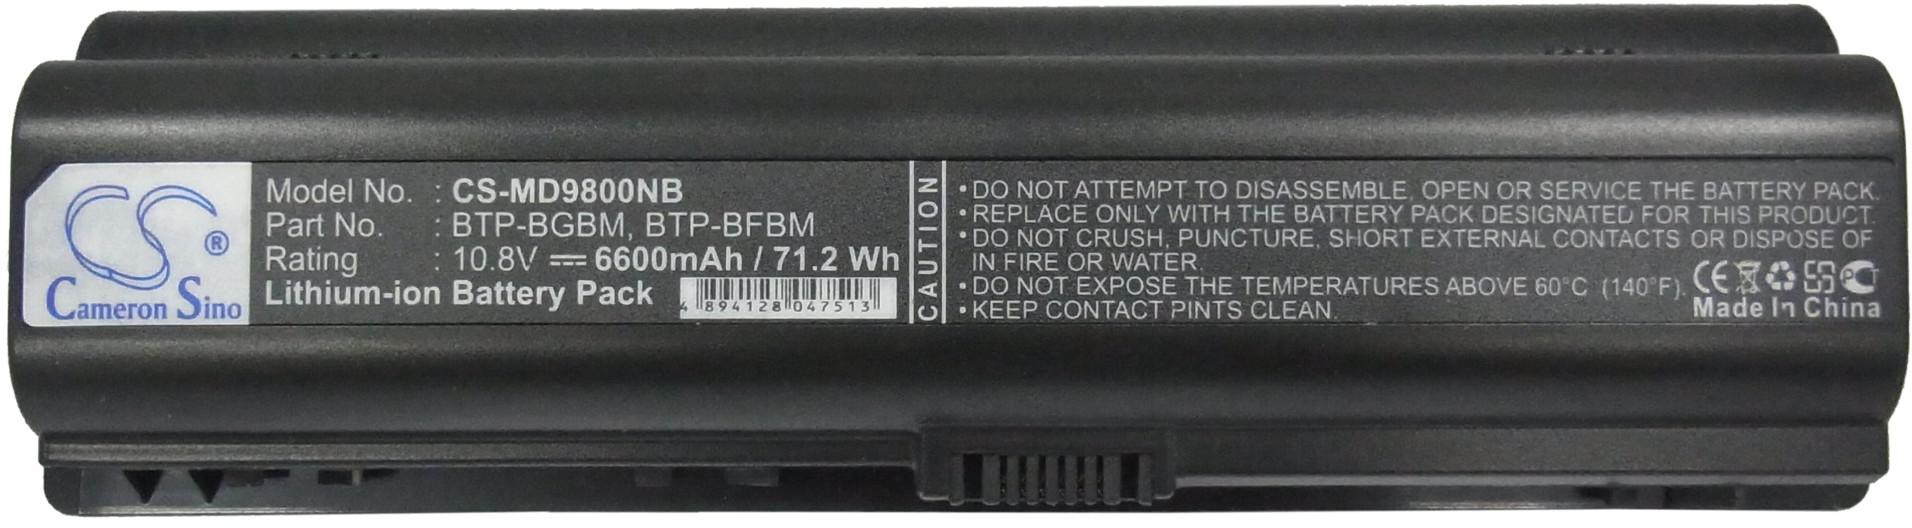 CS ®
Cameron Sino
Model No. : CS-MD9800NB
Part No. : BTP-BGBM, BTP-BFBM
Rating : 10.8V 6600mAh / 71.2 Wh
Lithium-ion Battery Pack
4 894128 047513
CAUTION
• DO NOT ATTEMPT TO DISASSEMBLE, OPEN OR SERVICE THE BATTERY PACK.
• REPLACE ONLY WITH THE BATTERY PACK DESIGNATED FOR THIS PRODUCT.
• DO NOT CRUSH, PUNCTURE, SHORT EXTERNAL CONTACTS OR DISPOSE OF
IN FIRE OR WATER.
• DO NOT EXPOSE THE TEMPERATURES ABOVE 60°C (140°F).
• KEEP CONTACT PINTS CLEAN.
CE
Made In China